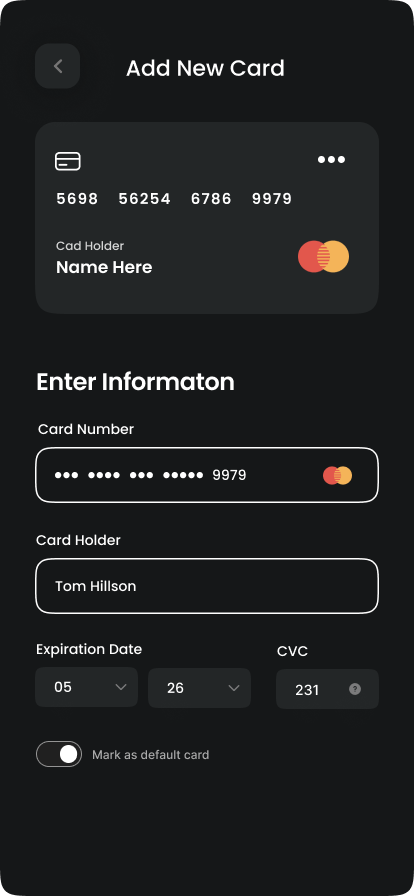 Add New Card
5698 56254 6786 9979
Cad Holder
Name Here
Enter Informaton
Card Number
••• •••• ••• ••••• 9979
Card Holder
Tom Hillson
Expiration Date
CVC
05
26
231
?
Mark as default card